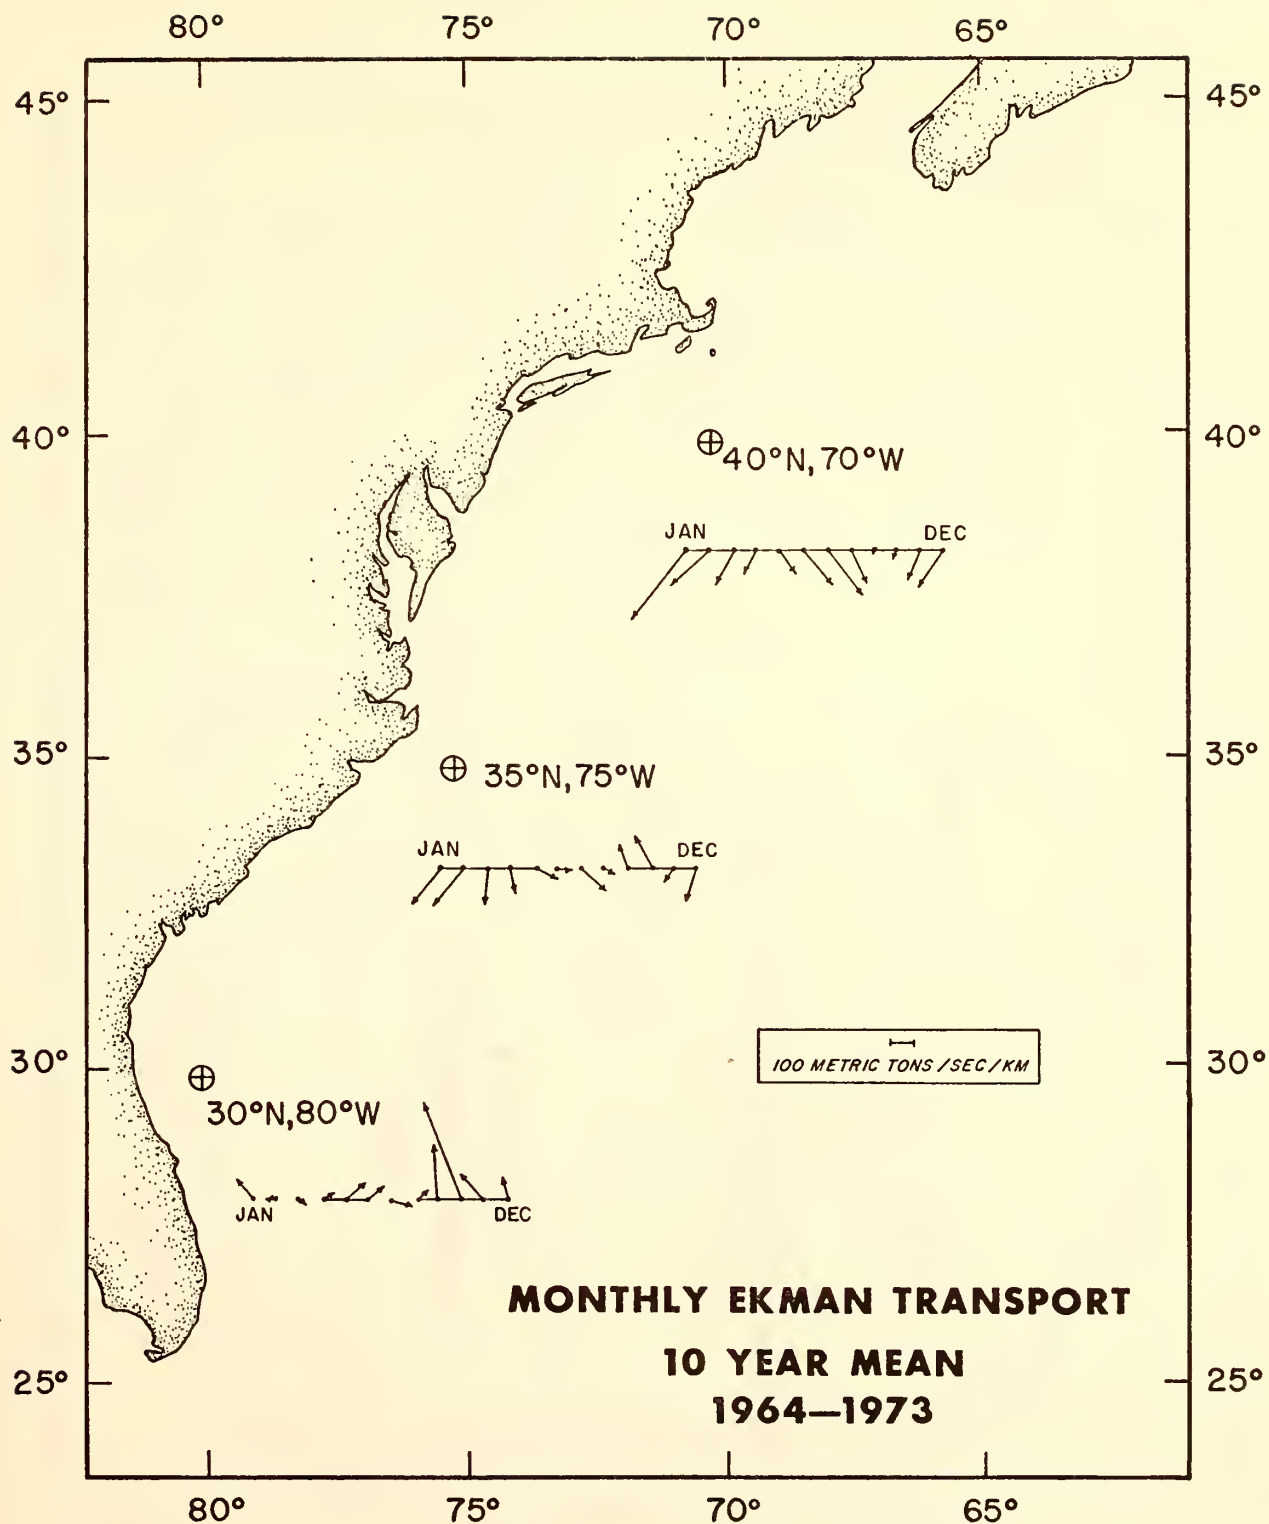 80° 75° 70° 65°
45° 45°
40° 40°
40°N, 70°W
JAN DEC
35° 35°
35°N, 75°W
JAN DEC
30° 30°
100 METRIC TONS/SEC/KM
30°N, 80°W
JAN DEC
MONTHLY EKMAN TRANSPORT
10 YEAR MEAN
1964—1973
25° 25°
80° 75° 70° 65°